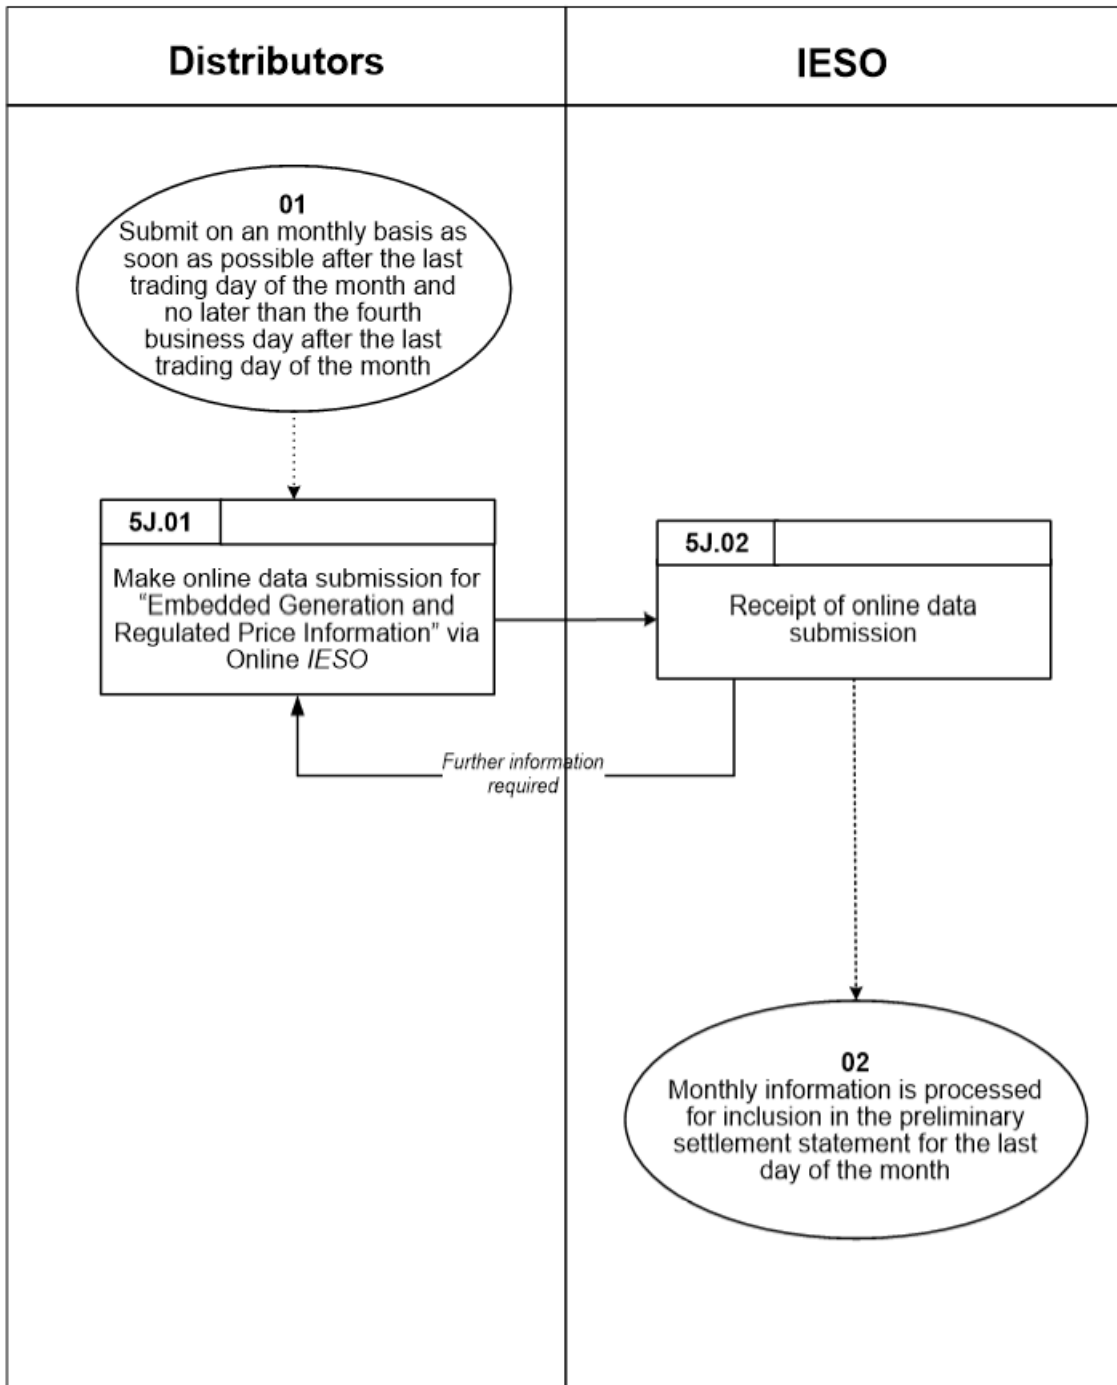 Distributors
IESO
01
Submit on an monthly basis as
soon as possible after the last
trading day of the month and
no later than the fourth
business day after the last
trading day of the month
5J.01
Make online data submission for
“Embedded Generation and
Regulated Price Information” via
Online IESO
5J.02
Receipt of online data
submission
Further information
required
02
Monthly information is processed
for inclusion in the preliminary
settlement statement for the last
day of the month